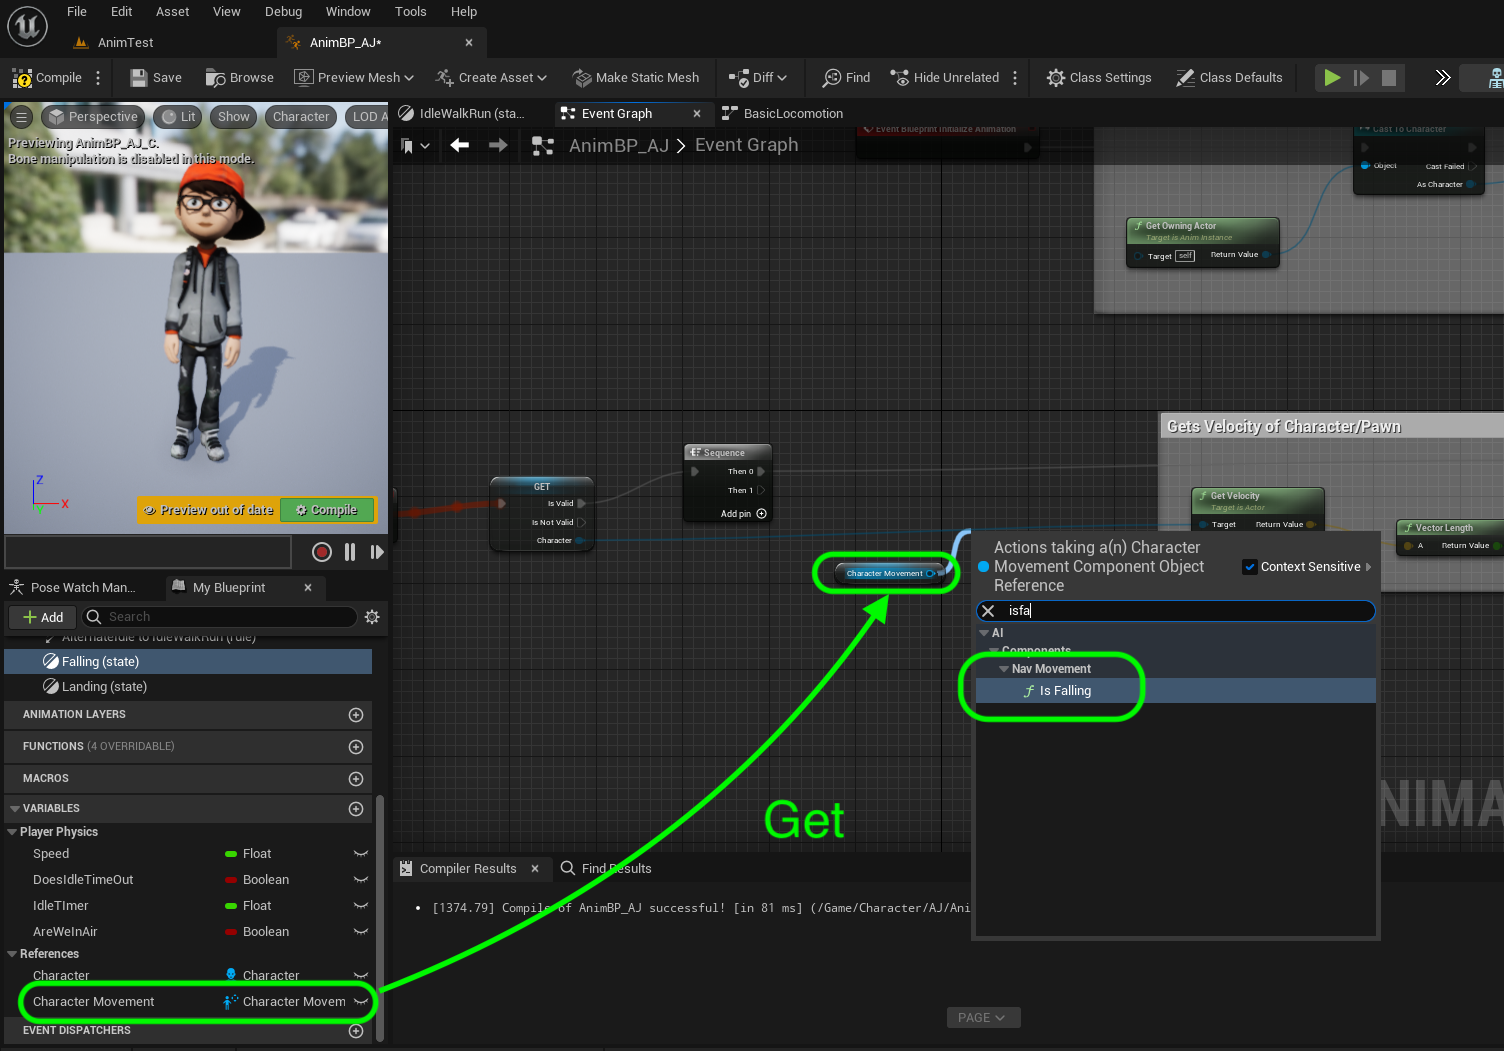 File Edit Asset View Debug Window Tools Help
AnimTest
AnimBP_AJ*
Compile Save Browse Preview Mesh Create Asset Make Static Mesh Diff Find Hide Unrelated Class Settings Class Defaults
Perspective Lit Show Character LOD A
Previewing AnimBP_AJ_C.
Bone manipulation is disabled in this mode.
Z
X
Y
Preview out of date Compile
IdleWalkRun (sta... Event Graph BasicLocomotion
AnimBP_AJ > Event Graph
Event Blueprint Initialize Animation
Cast To Character
Object
Cast Failed
As Character
Get Owning Actor
Target is Anim Instance
Target self Return Value
Gets Velocity of Character/Pawn
Sequence
Then 0
Then 1
Add pin
GET
Is Valid
Is Not Valid
Character
Get Velocity
Target is Actor
Target Return Value
Vector Length
A Return Value
Character Movement
Actions taking a(n) Character
Movement Component Object
Reference
Context Sensitive
isfa
AI
Components
Nav Movement
Is Falling
Get
NIMA
Pose Watch Man... My Blueprint
Add Search
AlternateIdle to IdleWalkRun (rule)
Falling (state)
Landing (state)
ANIMATION LAYERS
FUNCTIONS (4 OVERRIDABLE)
MACROS
VARIABLES
Player Physics
Speed Float
DoesIdleTimeOut Boolean
IdleTImer Float
AreWeInAir Boolean
References
Character Character
Character Movement Character Movem
EVENT DISPATCHERS
Compiler Results Find Results
[1374.79] Compile of AnimBP_AJ successful! [in 81 ms] (/Game/Character/AJ/Ani
PAGE